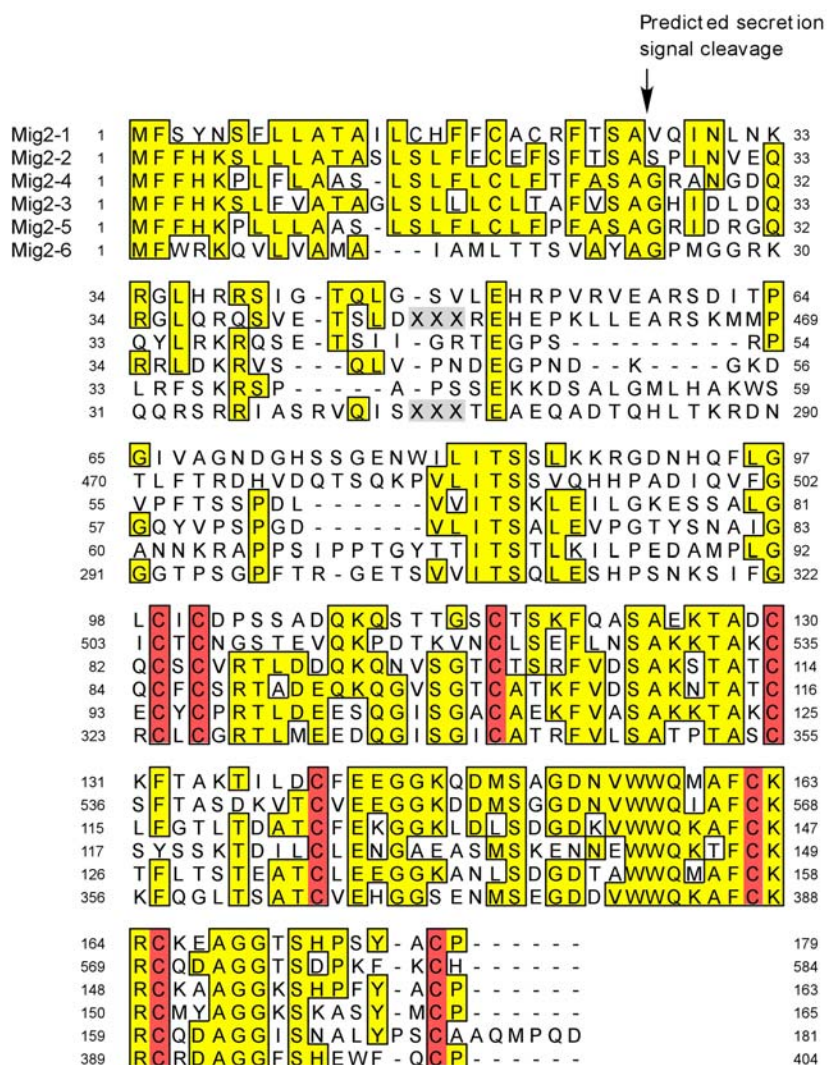 Predicted secretion
signal cleavage
Mig2-1 1 MFSYNSFLLATAILCHFFCACRFTSAVQINLNK 33
Mig2-2 1 MFFHKSLLLLATASLSLFFCEFSFTSASPINVEQ 33
Mig2-4 1 MFFHKPLFLAAS-LSLFLCLFTFASAGRANGDQ 32
Mig2-3 1 MFFHKSLFVATAGLSLLLCLTAFVSAGHIDLDQ 33
Mig2-5 1 MFFHKPLLLAAS-LSLFLCLFPFASAGRIDRGQ 32
Mig2-6 1 MFWRKQVLVAMA---IAMLTTSVAYAGPMGGRK 30
34 RGLHRRSIG-TQLG-SVLEHRPVRVEARSDITP 64
34 RGLQRQSVE-TSLDXXXREHEPKLLEARSKMMP 469
33 QYLRKRQSE-TSII-GRTEGPS---------RP 54
34 RRLDKRVS--QLV-PNDEGPND--K----GKD 56
33 LRFSKRSP-----A-PSSEKKDSALGMLHAKWS 59
31 QQRSRRIASRVQISXXXTEAEQADTQHLTKRDN 290
65 GIVAGNDGHSSGENWILITSSLKKRGDNHQFLG 97
470 TLFTRDHVDQTSQKPVLITSSVQHHPADIQVFG 502
55 VPFTSSPDL------VVITSKLEILGKESSALG 81
57 GQYVPSPGD------VLITSALEVPGTYSNAIG 83
60 ANNKRAPPSIPPTGYTTITSTLKILPEDAMPLG 92
291 GGTPSGPFTR-GETSVVITSQLESHPSNKSIFG 322
98 LCICDPSSADQKQSTTGSCTSKFQASAEKTADC 130
503 ICTCNGSTEVQKPDTKVNCLSEFLNSAKKTAKC 535
82 QCSCVRTLDDQKQNVSGTCTSRFVDSAKSTATC 114
84 QCFCSRTADEQKQGVSGTCATKFVDSAKNTATC 116
93 ECYCPRTLDEESQGISGACAEKFVASAKKTAKC 125
323 RCLCGRTLMEEDQGISGICATRFVLSATPTASC 355
131 KFTAKTILDCFEEGGKQDMSAGDNVWWQMAFCK 163
536 SFTASDKVTCVEEGGKDDMSGGDNVWWQIAFCK 568
115 LFGTLTDATCFEKGGKLDLSDGDKVWWQKAFCK 147
117 SYSSKTDILCLENGAEASMSKENNEWWQKTFCK 149
126 TFLTSTEATCLEEGGKANLSDGDTAWWQMAFCK 158
356 KFQGLTSATCVEHGGSENMSEGDDVWWQKAFCK 388
164 RCKEAGGTSHPSY-ACP------ 179
569 RCQDAGGTSDPKF-KCH------ 584
148 RCKAAGGKSHPFY-ACP------ 163
150 RCMYAGGKSKASY-MCP------ 165
159 RCQDAGGISNALYPSCAAQMPQD 181
389 RCRDAGGFSHEWF-QCP------ 404